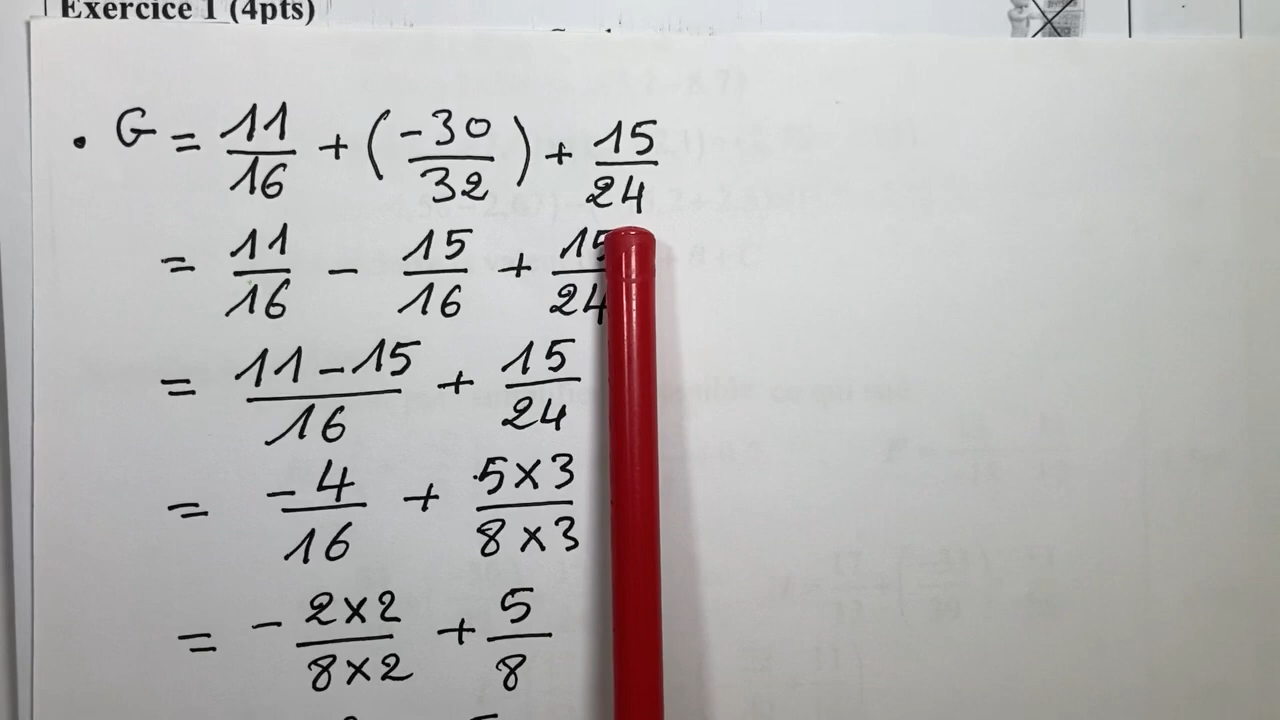 Exercice 1 (4pts)
. G = 11/16 + (-30/32) + 15/24
= 11/16 - 15/16 + 15/24
= 11-15/16 + 15/24
= -4/16 + 5×3/8×3
= - 2×2/8×2 + 5/8